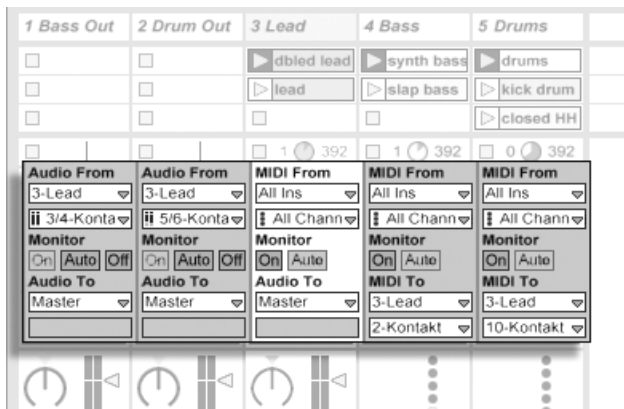 1 Bass Out 2 Drum Out 3 Lead 4 Bass 5 Drums
dbled lead synth bass drums
lead slap bass kick drum
closed HH
1 392 1 392 0 392
Audio From Audio From MIDI From MIDI From MIDI From
3-Lead 3-Lead All Ins All Ins All Ins
3/4-Konta 5/6-Konta All Chann All Chann All Chann
Monitor Monitor Monitor Monitor Monitor
On Auto Off On Auto Off On Auto On Auto On Auto
Audio To Audio To Audio To MIDI To MIDI To
Master Master Master 3-Lead 3-Lead
2-Kontakt 10-Kontakt